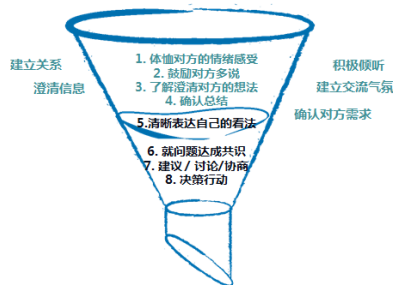 建立关系
澄清信息
1. 体恤对方的情绪感受
2. 鼓励对方多说
3. 了解澄清对方的想法
4. 确认总结
积极倾听
建立交流气氛
确认对方需求
5.清晰表达自己的看法
6. 就问题达成共识
7. 建议 / 讨论/协商
8. 决策行动